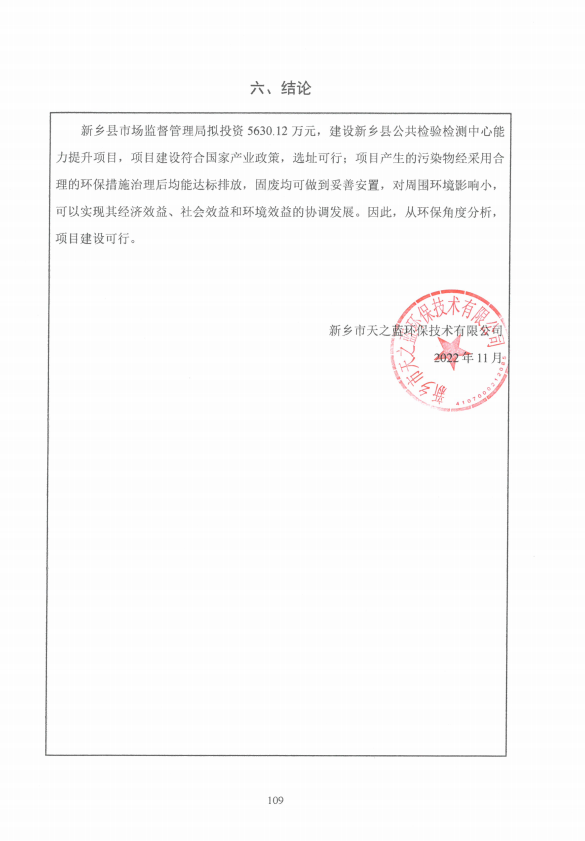 六、结论
新乡县市场监督管理局拟投资 5630.12 万元，建设新乡县公共检验检测中心能
力提升项目，项目建设符合国家产业政策，选址可行；项目产生的污染物经采用合
理的环保措施治理后均能达标排放，固废均可做到妥善安置，对周围环境影响小，
可以实现其经济效益、社会效益和环境效益的协调发展。因此，从环保角度分析，
项目建设可行。
新乡市天之蓝环保技术有限公司
新乡市天之蓝环保技术有限公司
2022 年 11 月
109